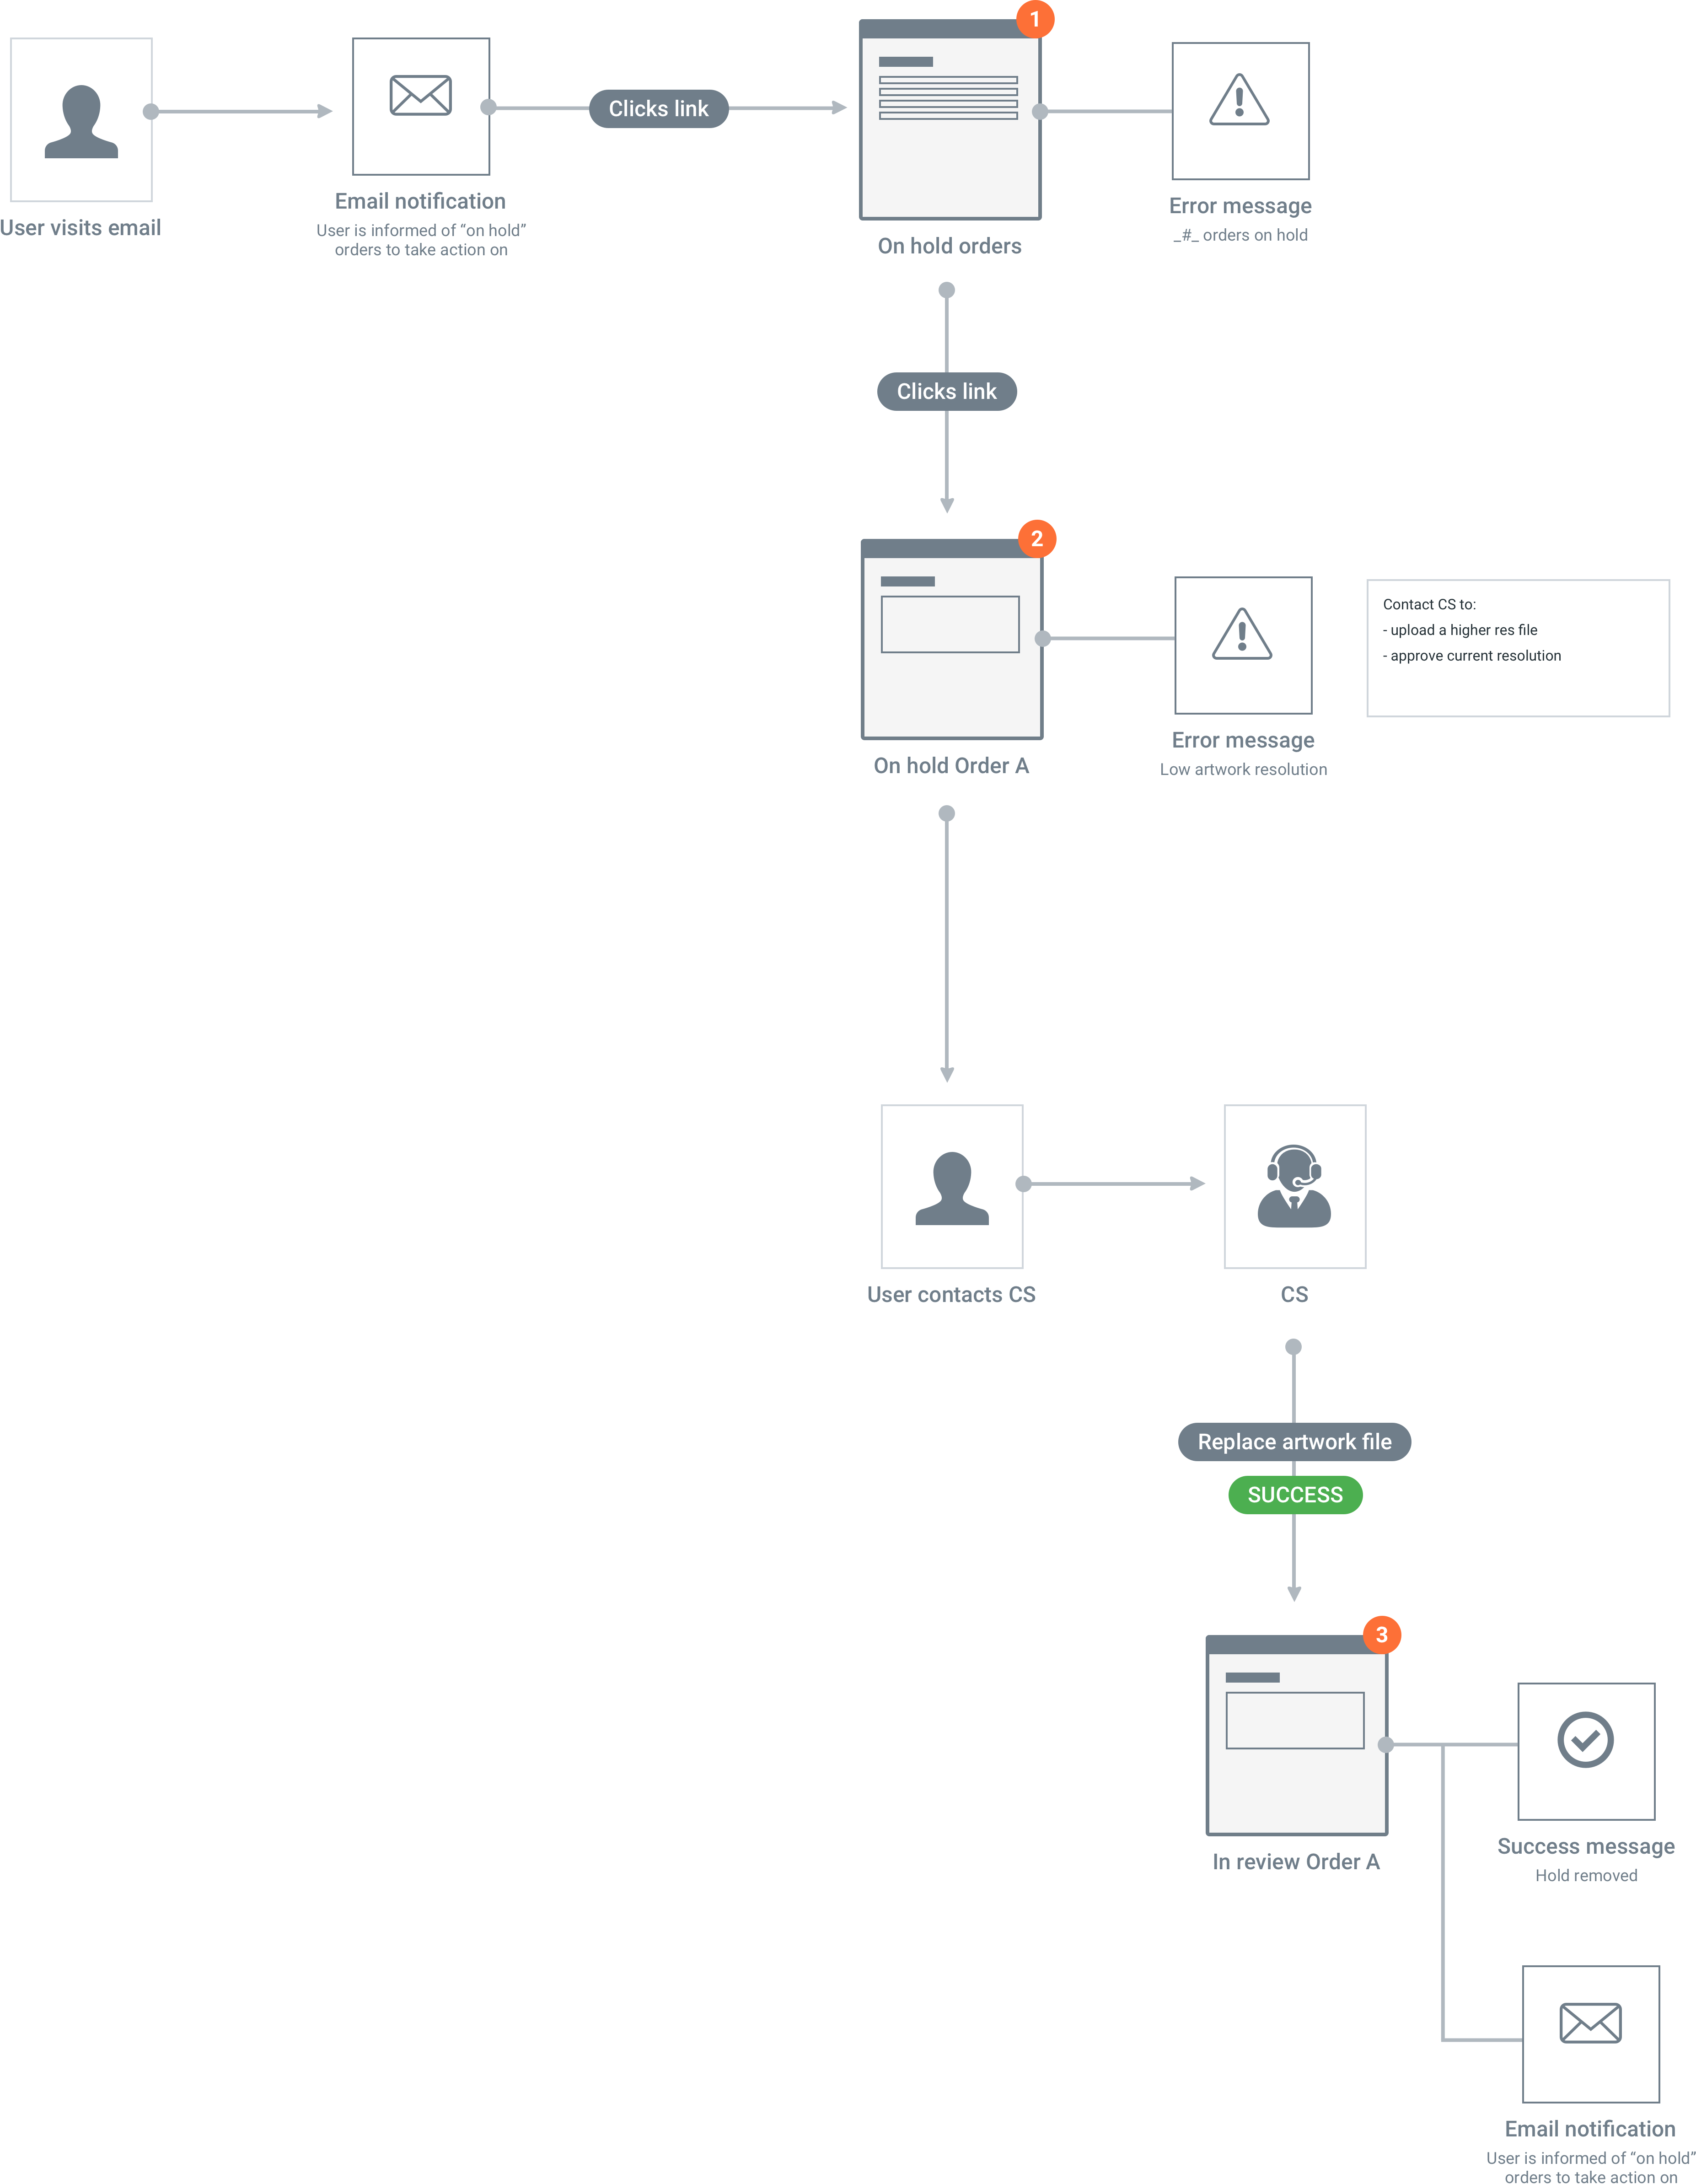 User visits email
Email notification
User is informed of “on hold”
orders to take action on
Clicks link
1
On hold orders
Error message
_#_ orders on hold
Clicks link
2
On hold Order A
Error message
Low artwork resolution
Contact CS to:
- upload a higher res file
- approve current resolution
User contacts CS
CS
Replace artwork file
SUCCESS
3
In review Order A
Success message
Hold removed
Email notification
User is informed of “on hold”
orders to take action on